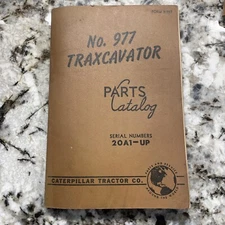 No. 977
TRAXCAVATOR
PARTS
Catalog
SERIAL NUMBERS
20A1-UP
CATERPILLAR TRACTOR CO.